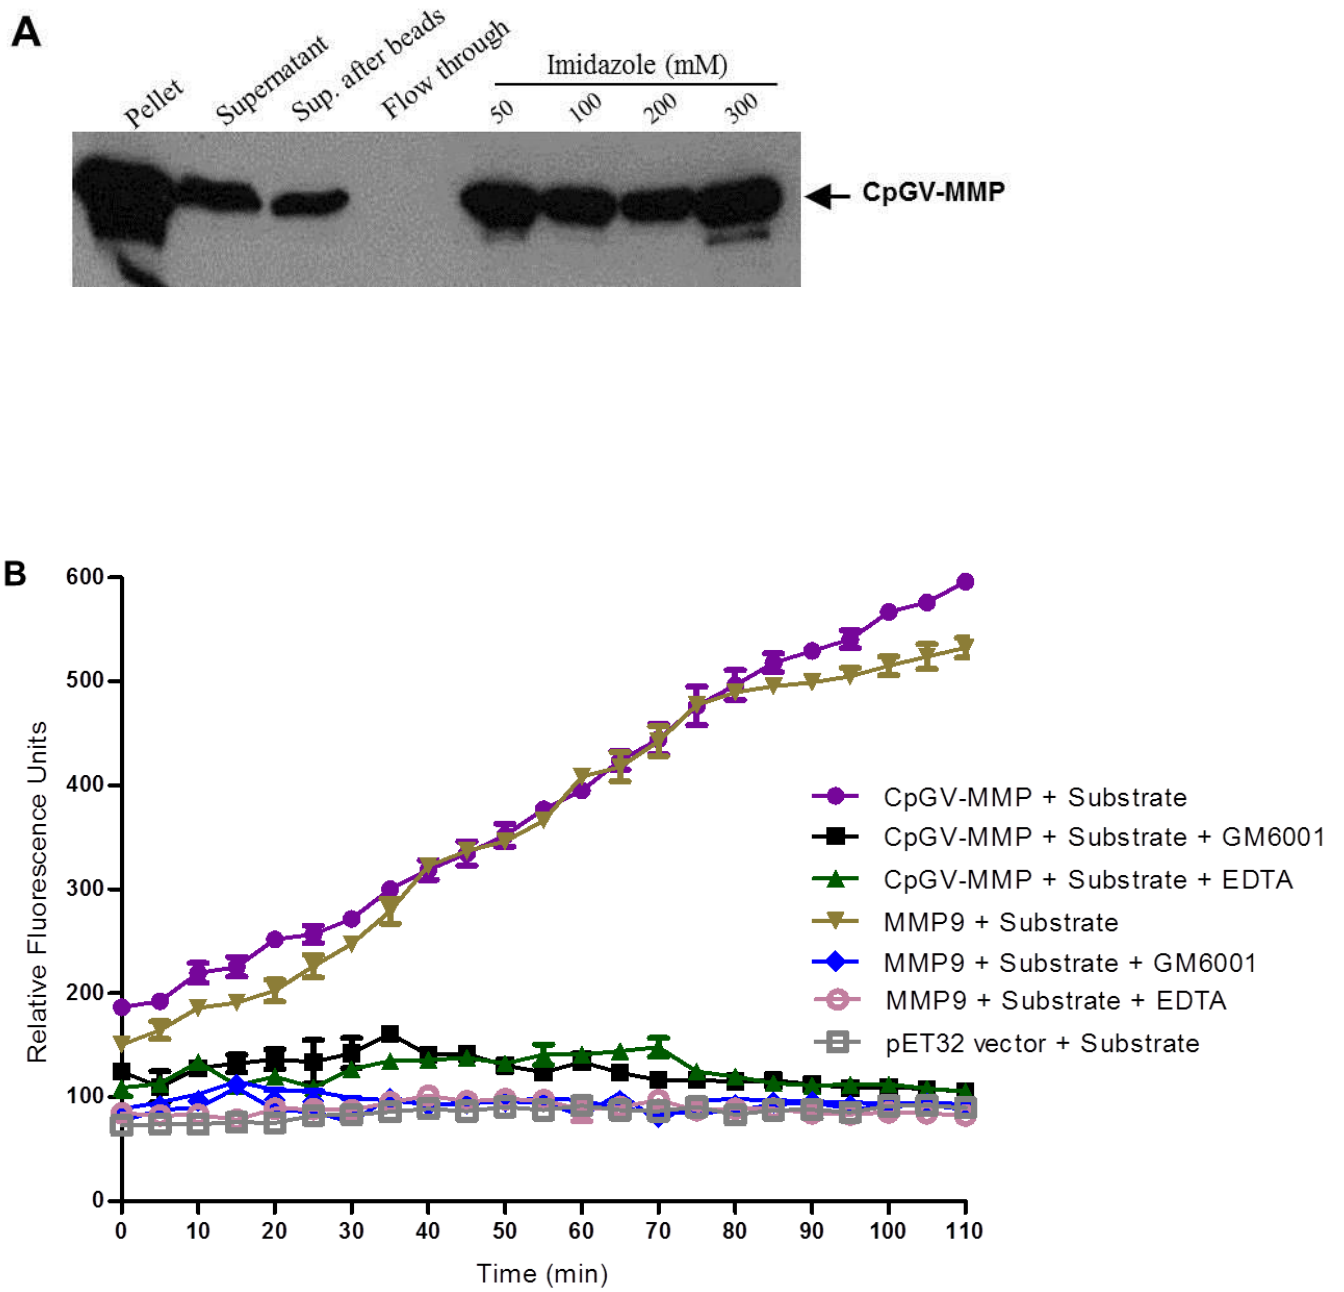 A
Pellet
Supernatant
Sup. after beads
Flow through
Imidazole (mM)
50 100 200 300
CpGV-MMP
B
Relative Fluorescence Units
600
500
400
300
200
100
0
0 10 20 30 40 50 60 70 80 90 100 110
Time (min)
CpGV-MMP + Substrate
CpGV-MMP + Substrate + GM6001
CpGV-MMP + Substrate + EDTA
MMP9 + Substrate
MMP9 + Substrate + GM6001
MMP9 + Substrate + EDTA
pET32 vector + Substrate